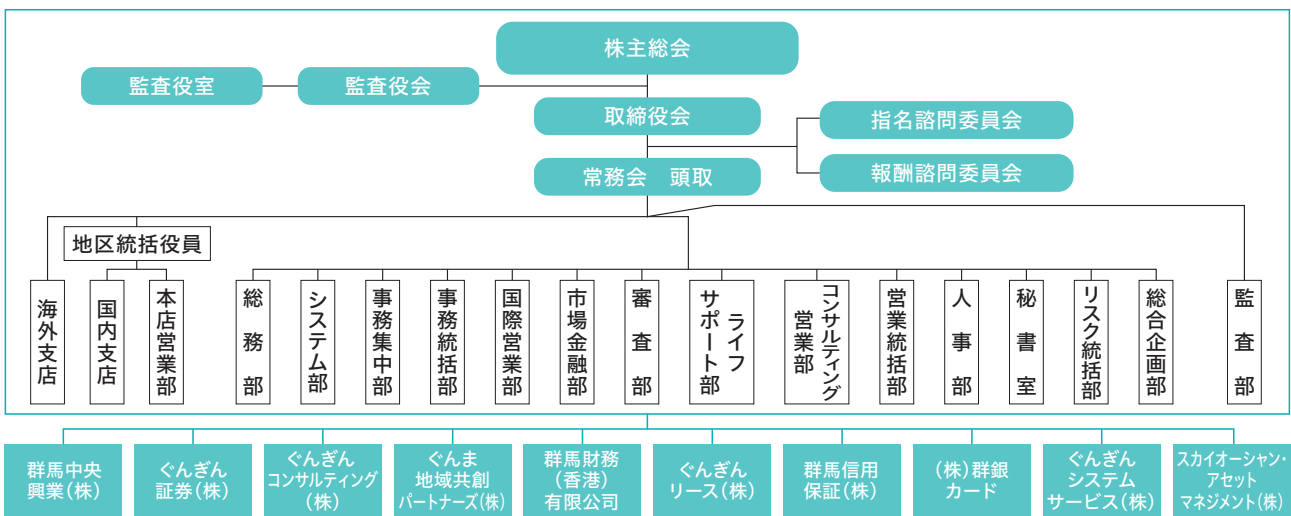 株主総会
監査役室
監査役会
取締役会
指名諮問委員会
常務会　頭取
報酬諮問委員会
地区統括役員
海外支店
国内支店
本店営業部
総務部
システム部
事務集中部
事務統括部
国際営業部
市場金融部
審査部
ライフ
サポート部
コンサルティング
営業部
営業統括部
人事部
秘書室
リスク統括部
総合企画部
監査部
群馬中央
興業(株)
ぐんぎん
証券(株)
ぐんぎん
コンサルティング
(株)
ぐんま
地域共創
パートナーズ(株)
群馬財務
(香港)
有限公司
ぐんぎん
リース(株)
群馬信用
保証(株)
(株)群銀
カード
ぐんぎん
システム
サービス(株)
スカイオーシャン・
アセット
マネジメント(株)